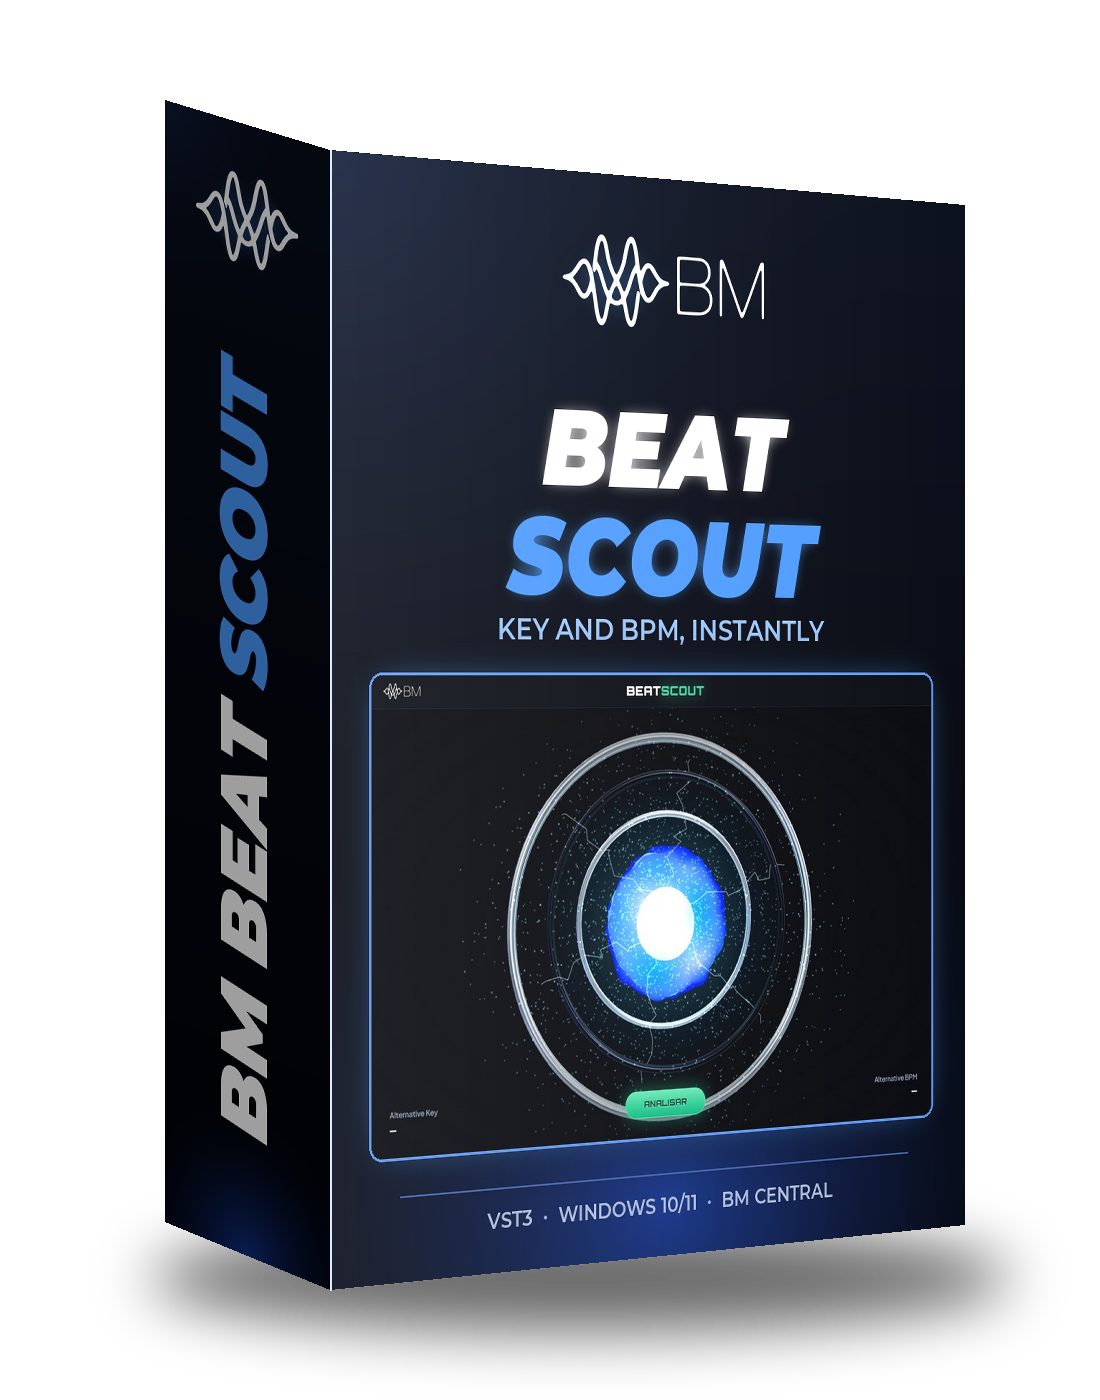 BM BEAT SCOUT
BM
BEAT
SCOUT
KEY AND BPM, INSTANTLY
BM
BEATSCOUT
Alternative BPM
Alternative Key
ANALISAR
VST3 · WINDOWS 10/11 · BM CENTRAL